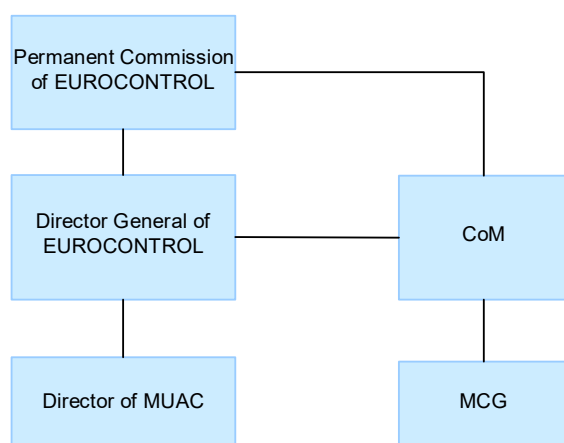 Permanent Commission
of EUROCONTROL
Director General of
EUROCONTROL
CoM
Director of MUAC
MCG